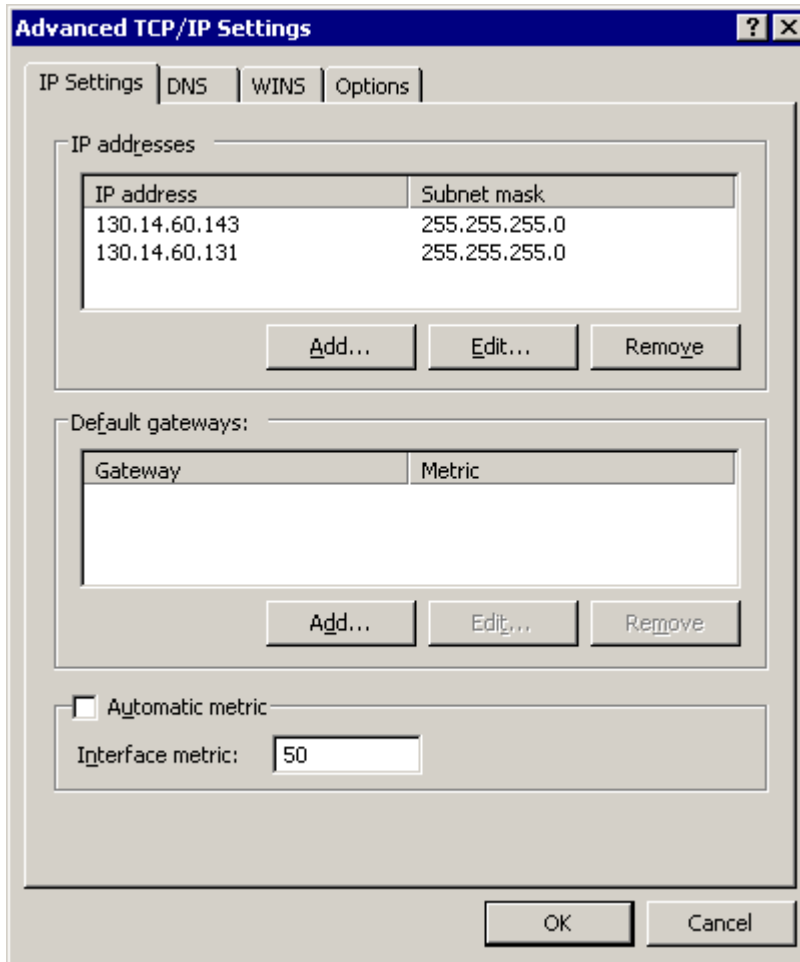 Advanced TCP/IP Settings
IP Settings DNS WINS Options
IP addresses
IP address Subnet mask
130.14.60.143 255.255.255.0
130.14.60.131 255.255.255.0
Add... Edit... Remove
Default gateways:
Gateway Metric
Add... Edit... Remove
Automatic metric
Interface metric: 50
OK Cancel